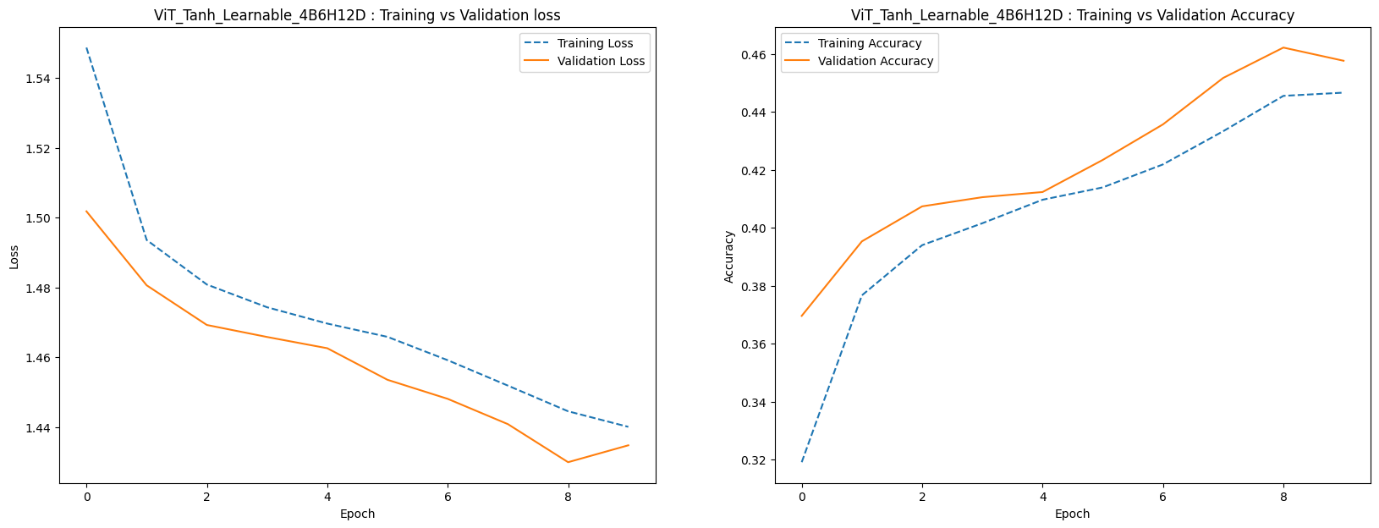 ViT_Tanh_Learnable_4B6H12D : Training vs Validation loss
Training Loss
Validation Loss
1.54
1.52
1.50
1.48
1.46
1.44
Loss
0
2
4
6
8
Epoch
ViT_Tanh_Learnable_4B6H12D : Training vs Validation Accuracy
Training Accuracy
Validation Accuracy
0.46
0.44
0.42
0.40
0.38
0.36
0.34
0.32
Accuracy
0
2
4
6
8
Epoch